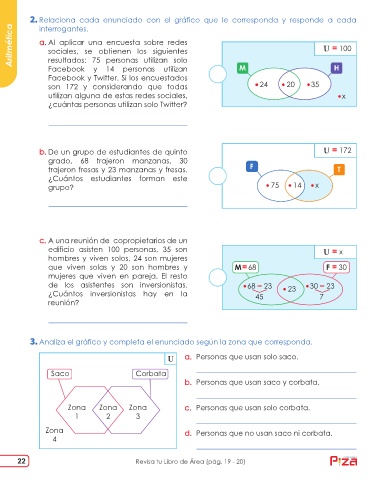 Aritmética
2. Relaciona cada enunciado con el gráfico que le corresponda y responde a cada
interrogantes.
a. Al aplicar una encuesta sobre redes
sociales, se obtienen los siguientes
resultados: 75 personas utilizan solo
Facebook y 14 personas utilizan
Facebook y Twitter. Si los encuestados
son 172 y considerando que todas
utilizan alguna de estas redes sociales,
¿cuántas personas utilizan solo Twitter?
U = 100
M H
• 24 • 20 • 35
• x
b. De un grupo de estudiantes de quinto
grado, 68 trajeron manzanas, 30
trajeron fresas y 23 manzanas y fresas.
¿Cuántos estudiantes forman este
grupo?
U = 172
F T
• 75 • 14 • x
c. A una reunión de copropietarios de un
edificio asisten 100 personas, 35 son
hombres y viven solos, 24 son mujeres
que viven solas y 20 son hombres y
mujeres que viven en pareja. El resto
de los asistentes son inversionistas.
¿Cuántos inversionistas hay en la
reunión?
U = x
M = 68 F = 30
• 68 − 23 • 23 • 30 − 23
45 7
3. Analiza el gráfico y completa el enunciado según la zona que corresponda.
U
Saco Corbata
Zona Zona Zona
1 2 3
Zona
4
a. Personas que usan solo saco.
b. Personas que usan saco y corbata.
c. Personas que usan solo corbata.
d. Personas que no usan saco ni corbata.
22 Revisa tu Libro de Área (pág. 19 - 20)